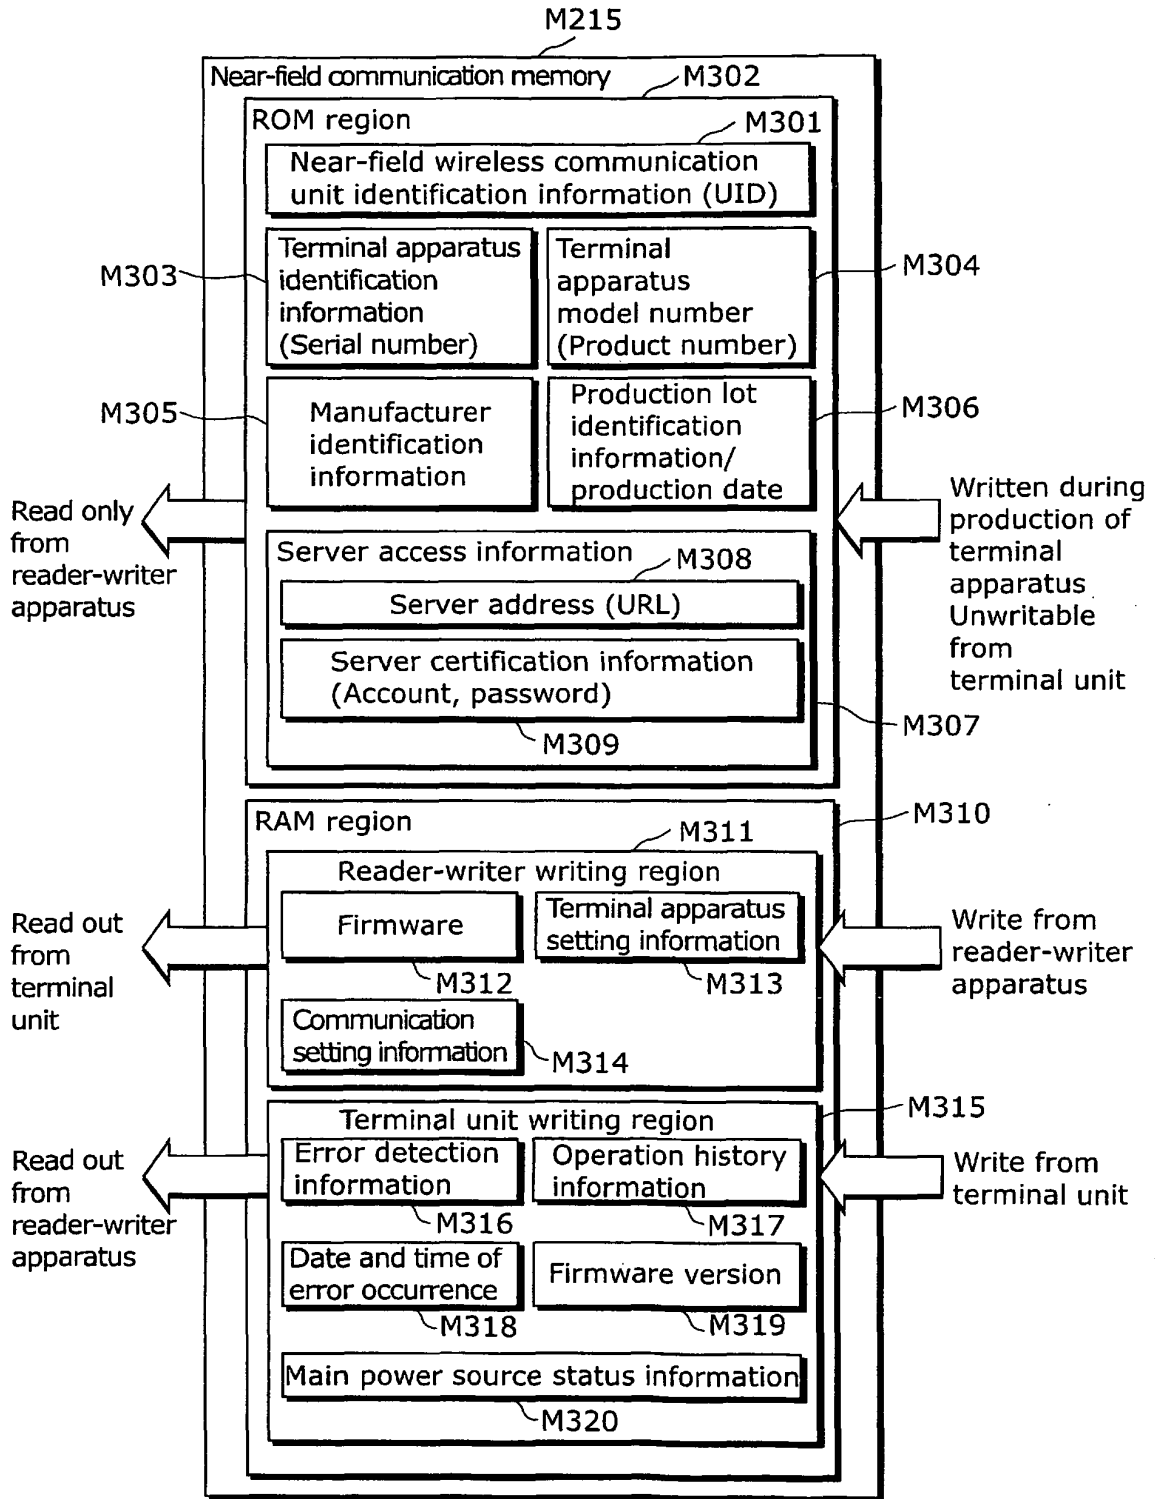 M215
Near-field communication memory
M302
ROM region
M301
Near-field wireless communication
unit identification information (UID)
M303
Terminal apparatus
identification
information
(Serial number)
Terminal
apparatus
model number
(Product number)
M304
M305
Manufacturer
identification
information
Production lot
identification
information/
production date
M306
Read only
from
reader-writer
apparatus
Written during
production of
terminal
apparatus
Unwritable
from
terminal unit
Server access information
M308
Server address (URL)
Server certification information
(Account, password)
M307
M309
RAM region
M310
M311
Reader-writer writing region
Firmware
M312
Terminal apparatus
setting information
M313
Communication
setting information
M314
Read out
from
terminal
unit
Write from
reader-writer
apparatus
Terminal unit writing region
M315
Error detection
information
M316
Operation history
information
M317
Read out
from
reader-writer
apparatus
Write from
terminal unit
Date and time of
error occurrence
M318
Firmware version
M319
Main power source status information
M320